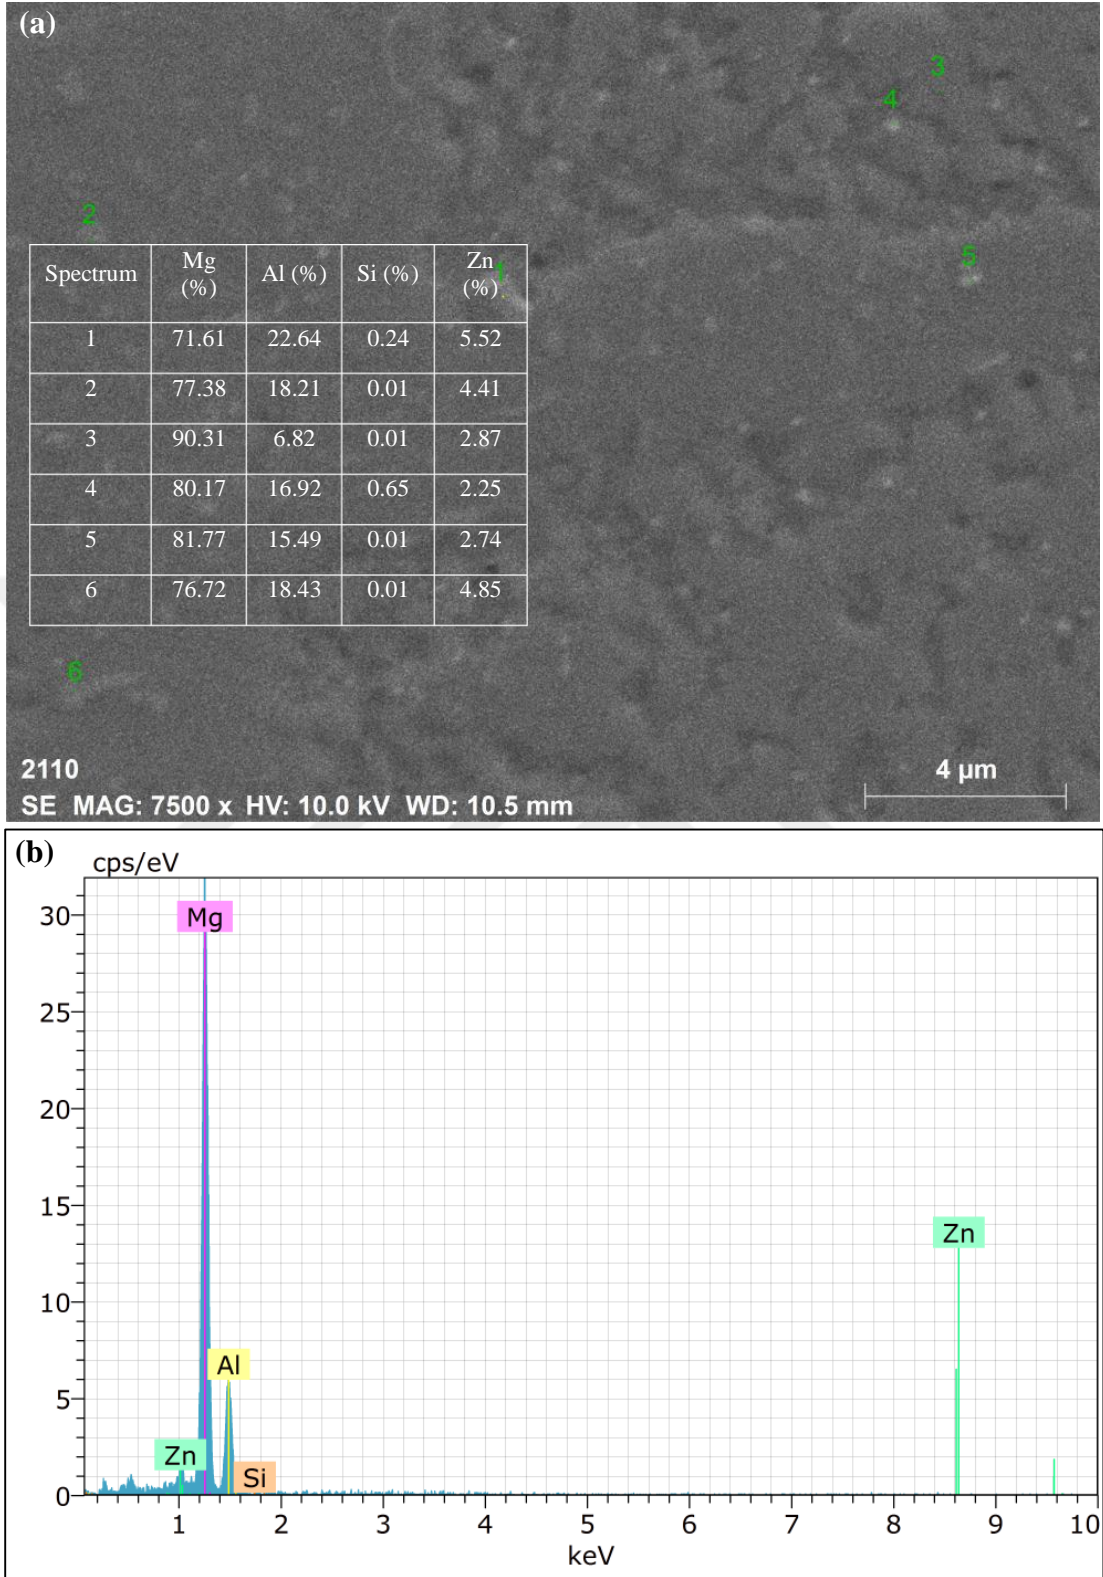 (a)
3
4
2
5
1
Spectrum Mg (%) Al (%) Si (%) Zn (%)
1 71.61 22.64 0.24 5.52
2 77.38 18.21 0.01 4.41
3 90.31 6.82 0.01 2.87
4 80.17 16.92 0.65 2.25
5 81.77 15.49 0.01 2.74
6 76.72 18.43 0.01 4.85
6
2110
4 µm
SE MAG: 7500 x HV: 10.0 kV WD: 10.5 mm
(b)
cps/eV
30
Mg
25
20
15
Zn
10
Al
5
Zn
Si
0
1 2 3 4 5 6 7 8 9 10
keV